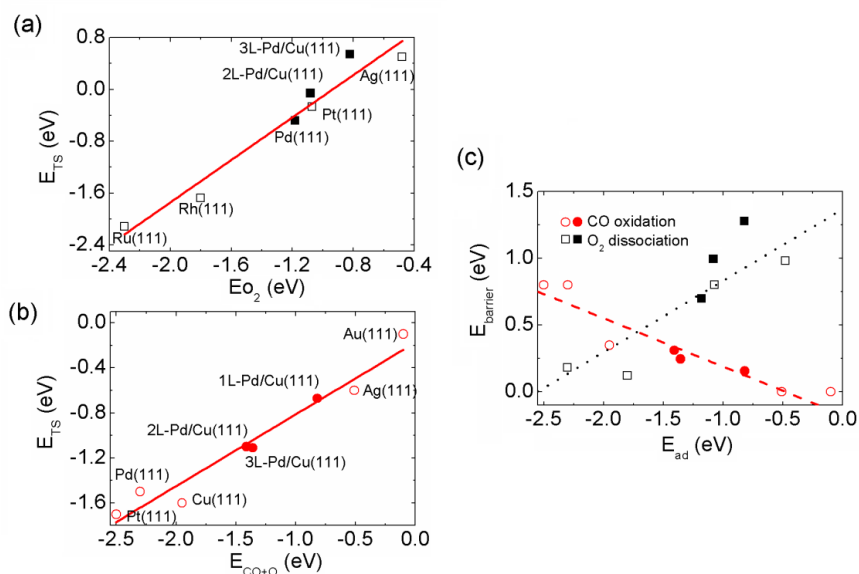 (a)
0.8
0.0
-0.8
-1.6
-2.4
E_TS (eV)
3L-Pd/Cu(111)
Ag(111)
2L-Pd/Cu(111)
Pt(111)
Pd(111)
Rh(111)
Ru(111)
-2.4 -2.0 -1.6 -1.2 -0.8 -0.4
Eo_2 (eV)
(b)
0.0
-0.4
-0.8
-1.2
-1.6
E_TS (eV)
Au(111)
1L-Pd/Cu(111)
Ag(111)
2L-Pd/Cu(111)
3L-Pd/Cu(111)
Pd(111)
Cu(111)
Pt(111)
-2.5 -2.0 -1.5 -1.0 -0.5 0.0
E_CO+O (eV)
(c)
1.5
1.0
0.5
0.0
E_barrier (eV)
CO oxidation
O_2 dissociation
-2.5 -2.0 -1.5 -1.0 -0.5 0.0
E_ad (eV)